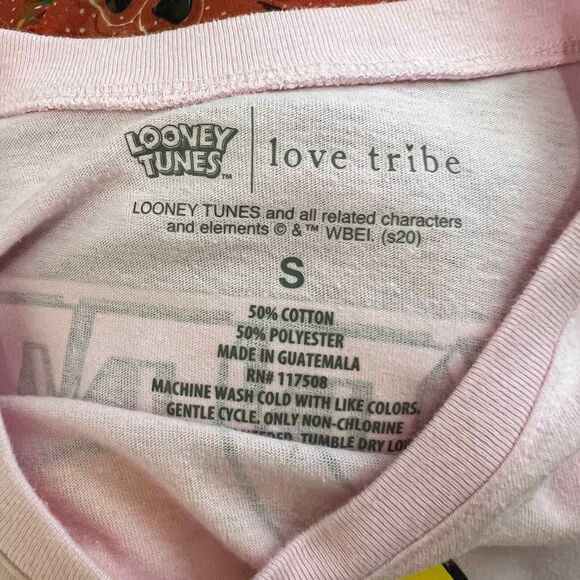 LOONEY
TUNES™
love tribe
LOONEY TUNES and all related characters
and elements © &™ WBEI. (s20)
S
50% COTTON
50% POLYESTER
MADE IN GUATEMALA
RN# 117508
MACHINE WASH COLD WITH LIKE COLORS.
GENTLE CYCLE. ONLY NON-CHLORINE
TUMBLE DRY